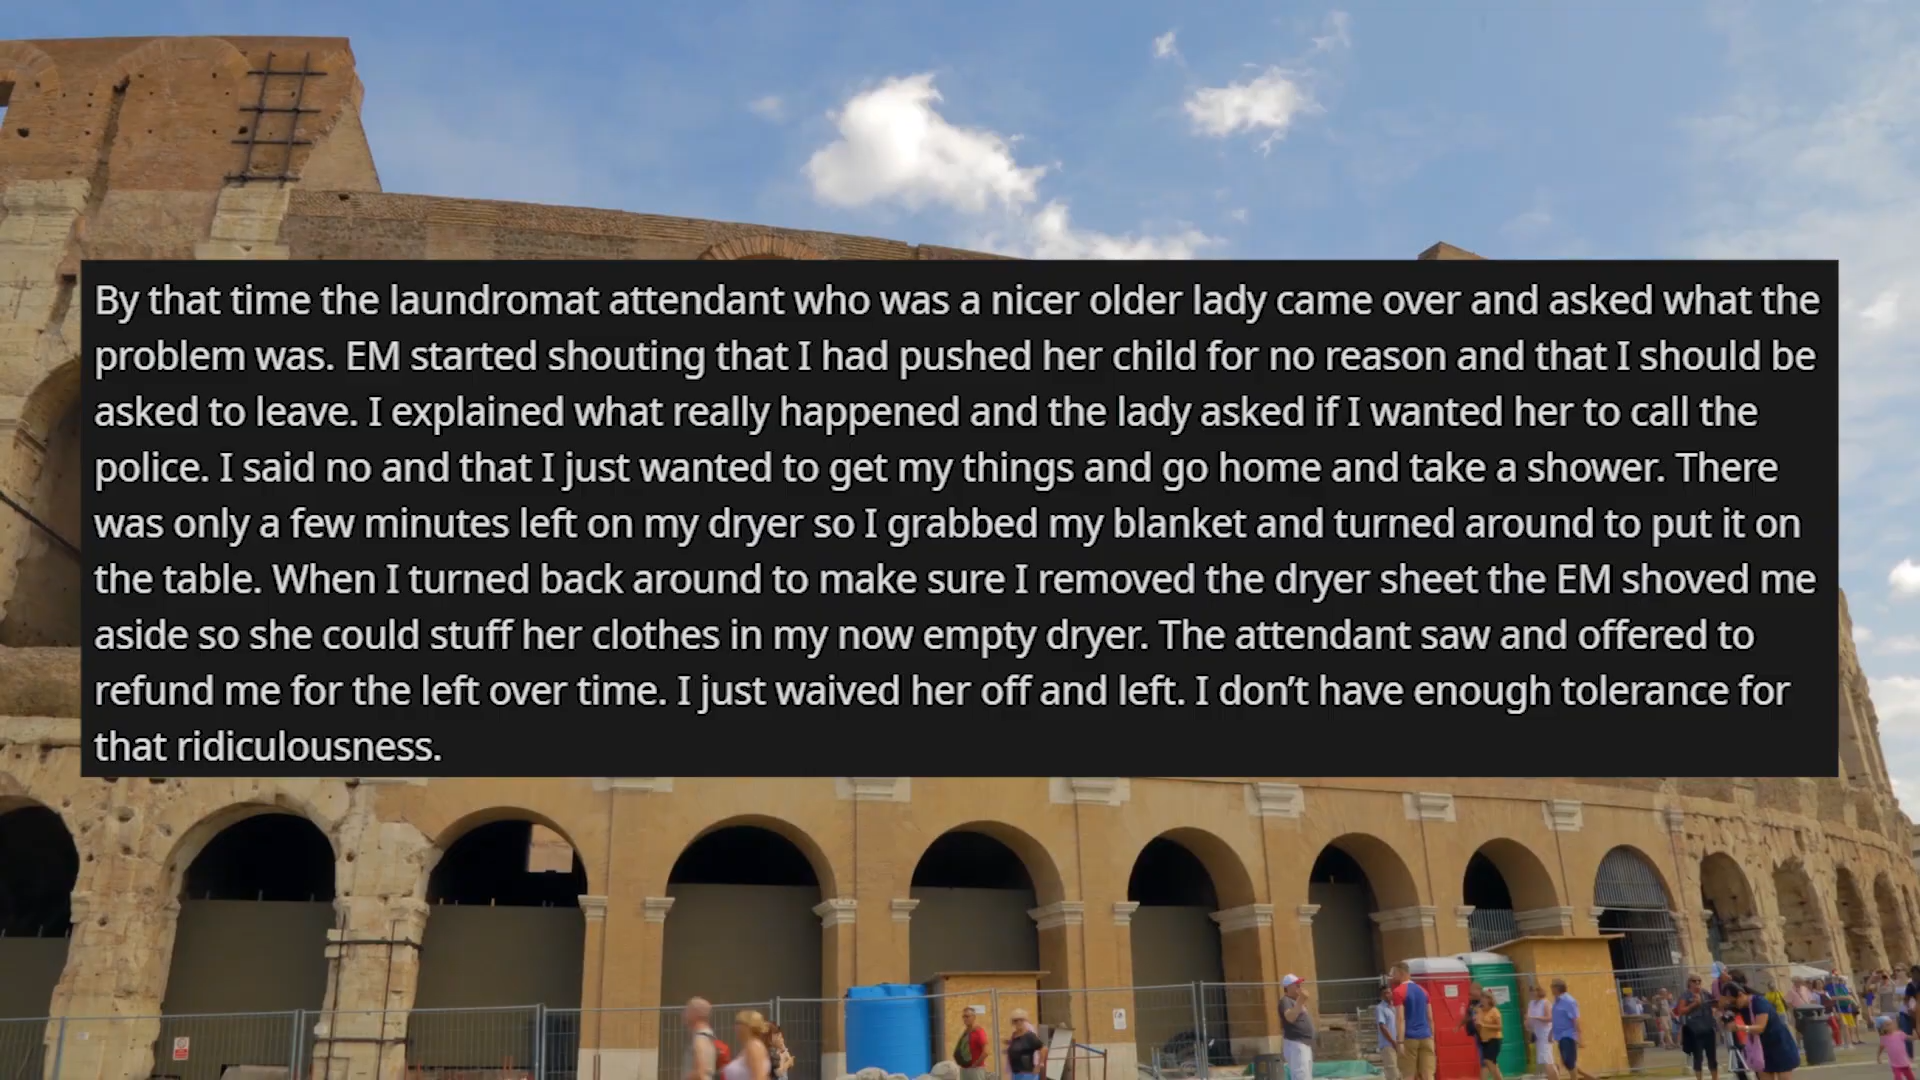 By that time the laundromat attendant who was a nicer older lady came over and asked what the
problem was. EM started shouting that I had pushed her child for no reason and that I should be
asked to leave. I explained what really happened and the lady asked if I wanted her to call the
police. I said no and that I just wanted to get my things and go home and take a shower. There
was only a few minutes left on my dryer so I grabbed my blanket and turned around to put it on
the table. When I turned back around to make sure I removed the dryer sheet the EM shoved me
aside so she could stuff her clothes in my now empty dryer. The attendant saw and offered to
refund me for the left over time. I just waived her off and left. I don’t have enough tolerance for
that ridiculousness.